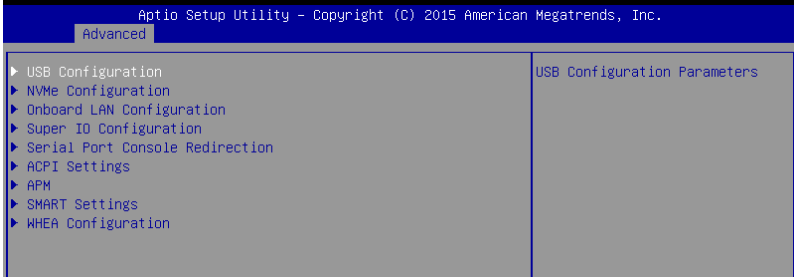 Aptio Setup Utility – Copyright (C) 2015 American Megatrends, Inc.
Advanced
USB Configuration
USB Configuration Parameters
NVMe Configuration
Onboard LAN Configuration
Super IO Configuration
Serial Port Console Redirection
ACPI Settings
APM
SMART Settings
WHEA Configuration